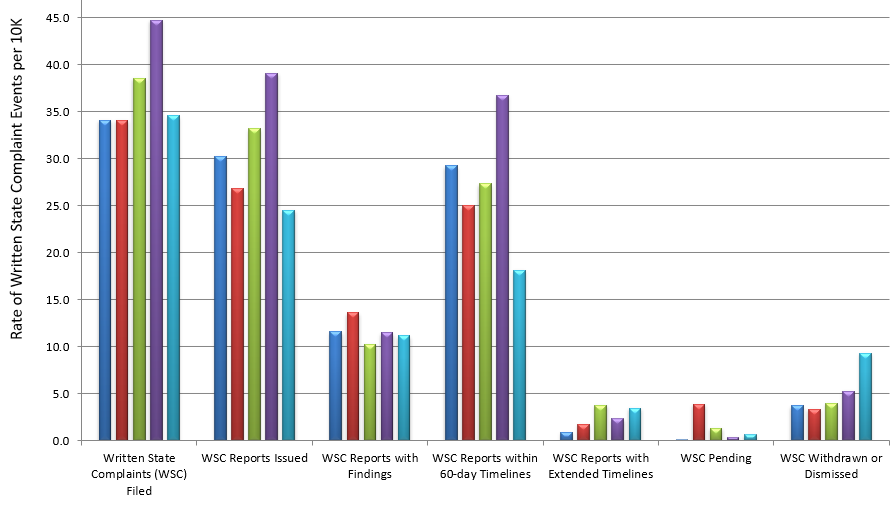 Rate of Written State Complaint Events per 10K
45.0
40.0
35.0
30.0
25.0
20.0
15.0
10.0
5.0
0.0
Written State
Complaints (WSC)
Filed
WSC Reports Issued
WSC Reports with
Findings
WSC Reports within
60-day Timelines
WSC Reports with
Extended Timelines
WSC Pending
WSC Withdrawn or
Dismissed